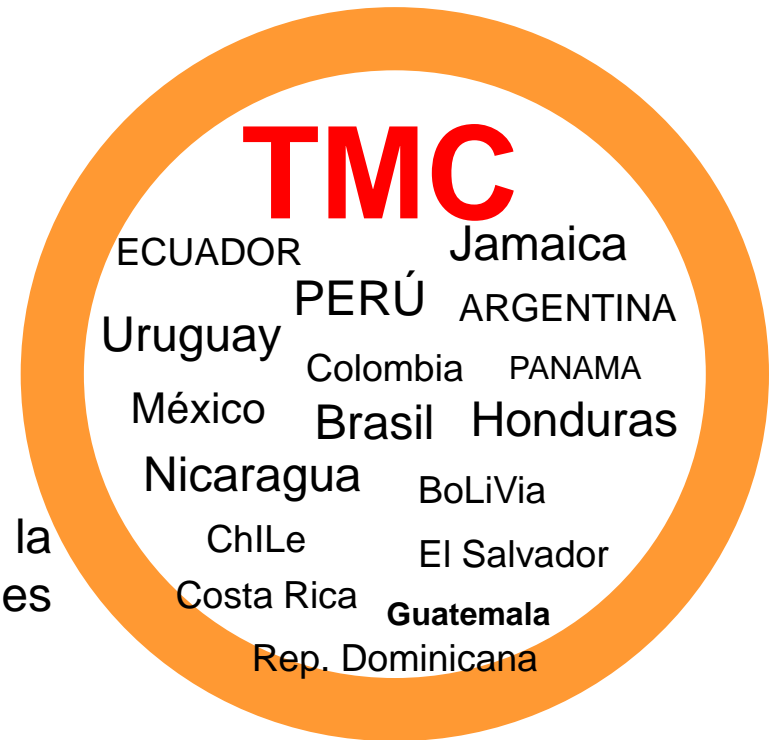 TMC
ECUADOR Jamaica
PERÚ ARGENTINA
Uruguay
Colombia PANAMA
México Brasil Honduras
Nicaragua BoLiVia
la
ChILe El Salvador
es
Costa Rica Guatemala
Rep. Dominicana